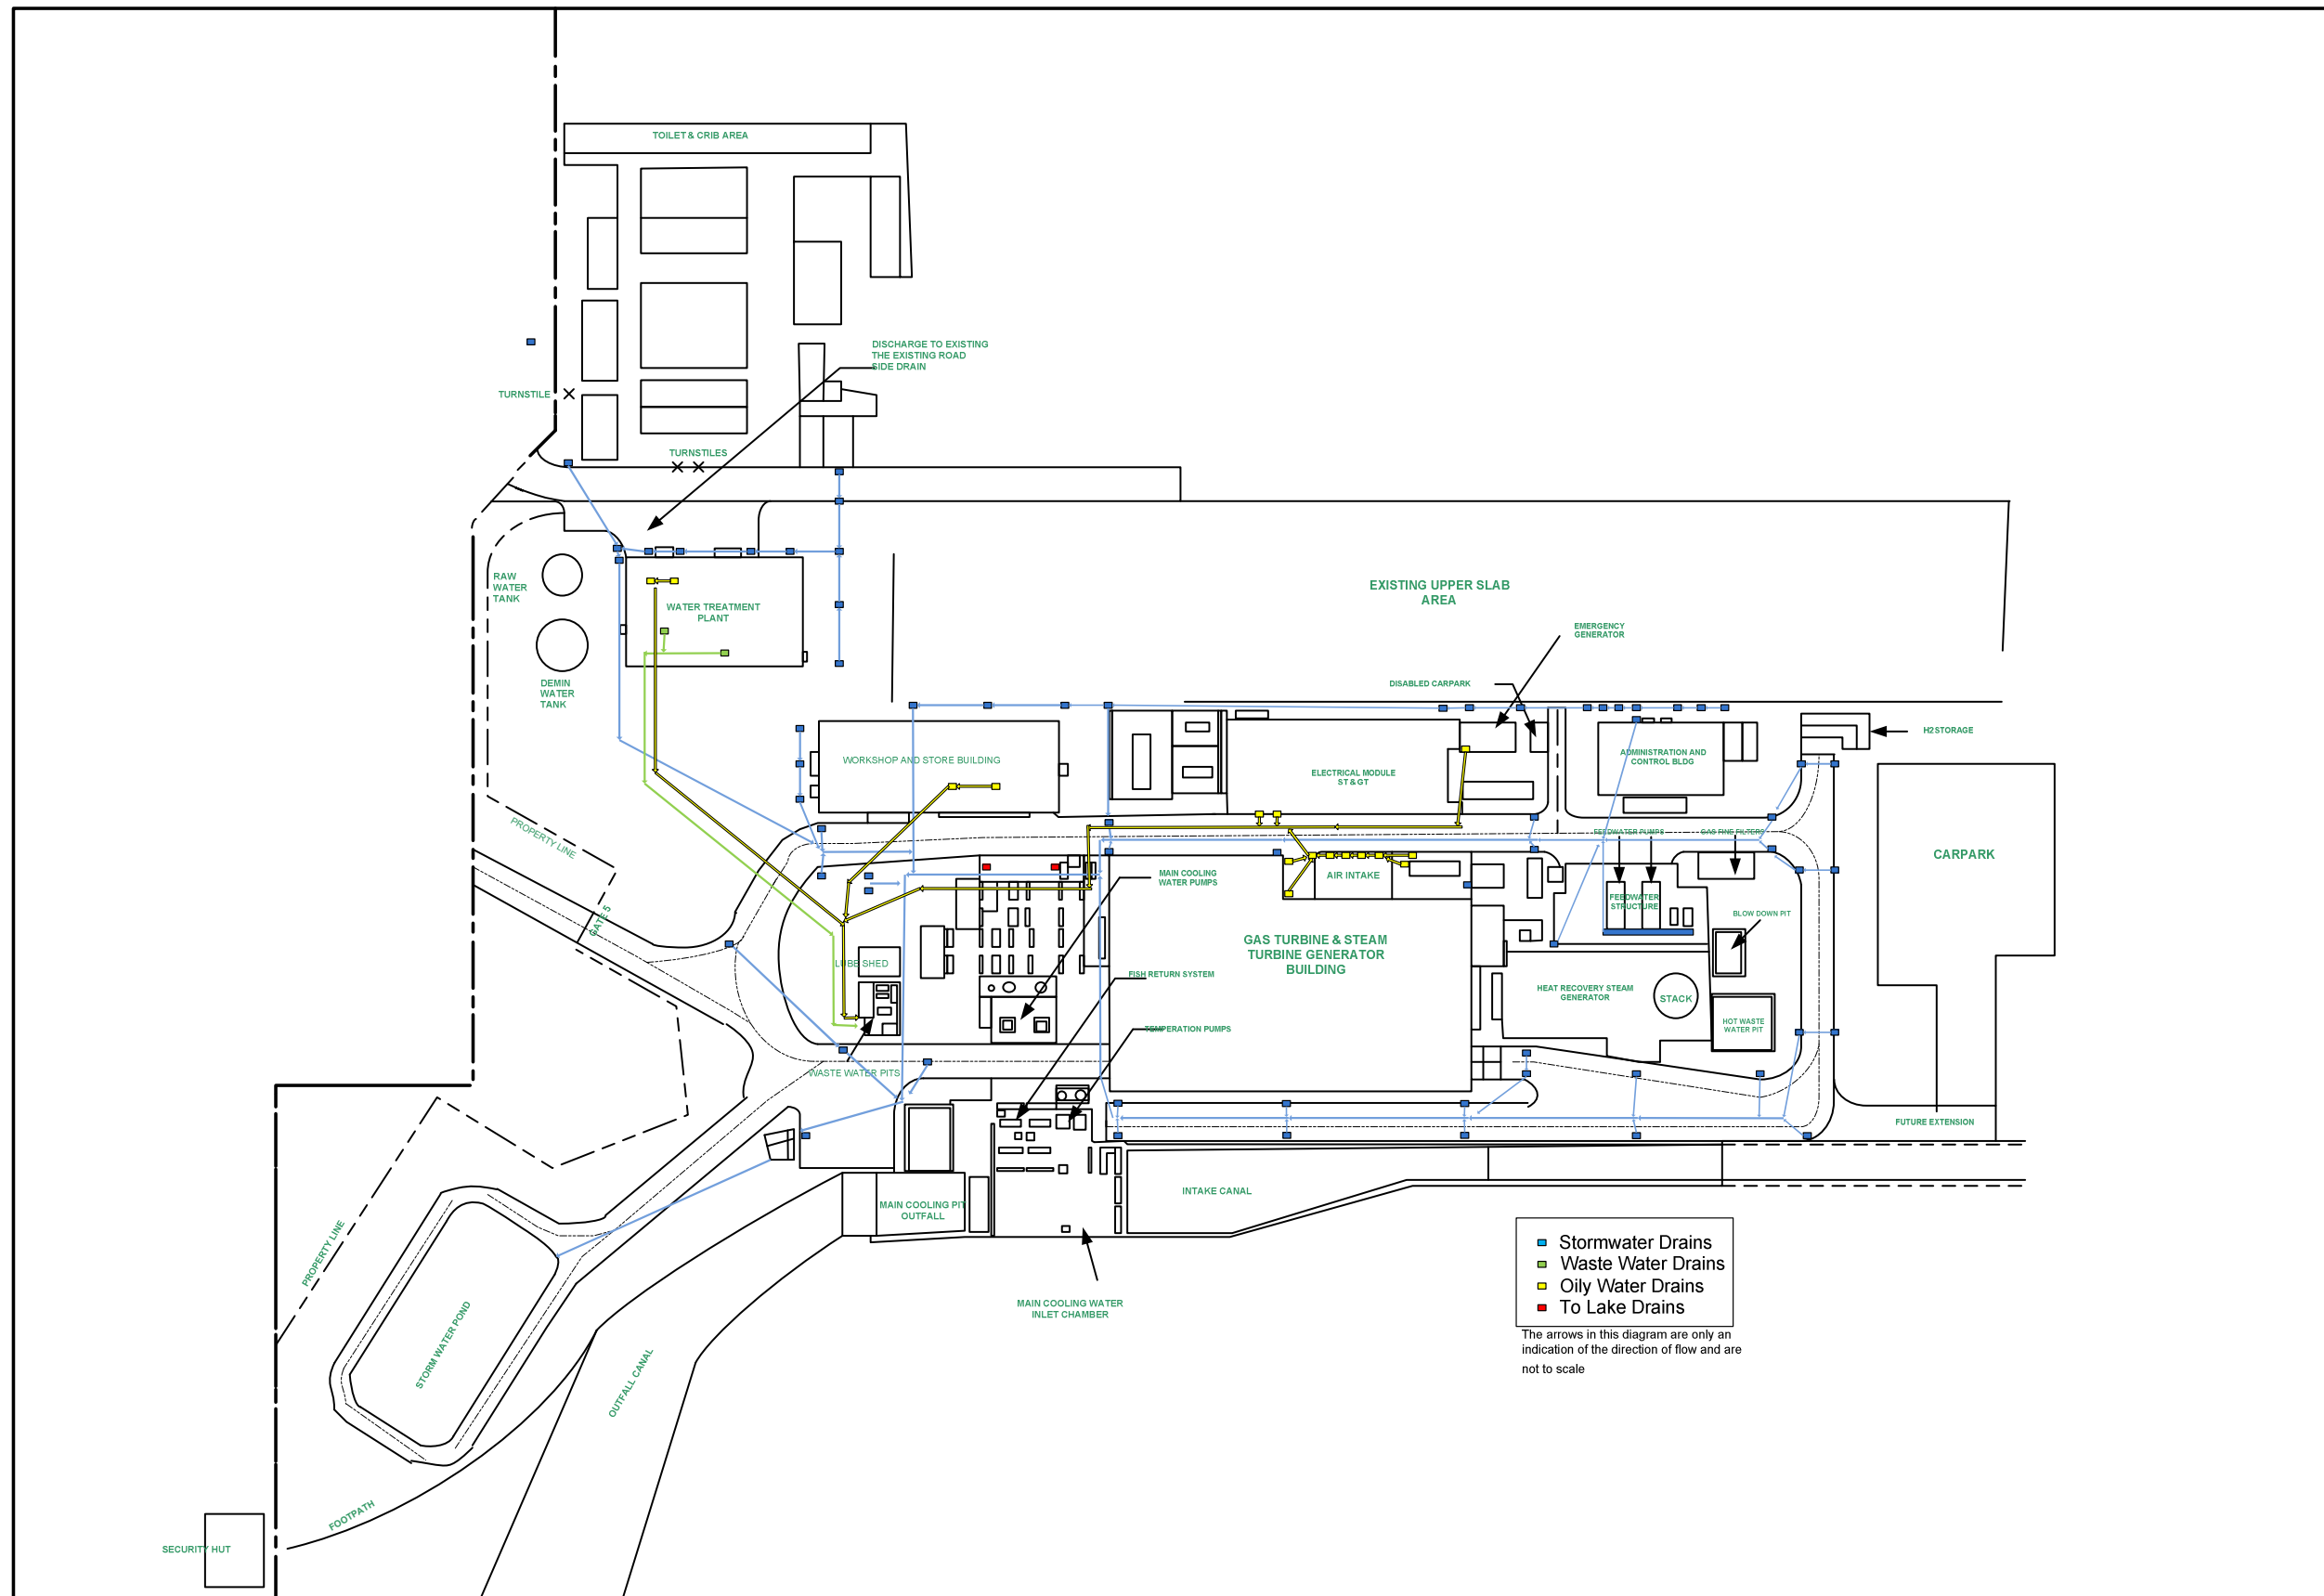 TOILET & CRIB AREA
DISCHARGE TO EXISTING
THE EXISTING ROAD
SIDE DRAIN
TURNSTILE
TURNSTILES
RAW
WATER
TANK
WATER TREATMENT
PLANT
EXISTING UPPER SLAB
AREA
EMERGENCY
GENERATOR
DEMIN
WATER
TANK
DISABLED CARPARK
H2STORAGE
WORKSHOP AND STORE BUILDING
ELECTRICAL MODULE
ST & GT
ADMINISTRATION AND
CONTROL BLDG
PROPERTY LINE
FEEDWATER PUMPS
GAS FINE FILTERS
CARPARK
MAIN COOLING
WATER PUMPS
AIR INTAKE
FEEDWATER
STRUCTURE
BLOW DOWN PIT
GATE 5
GAS TURBINE & STEAM
TURBINE GENERATOR
BUILDING
LUBE SHED
FISH RETURN SYSTEM
HEAT RECOVERY STEAM
GENERATOR
STACK
HOT WASTE
WATER PIT
TEMPERATION PUMPS
WASTE WATER PITS
FUTURE EXTENSION
INTAKE CANAL
MAIN COOLING PIT
OUTFALL
PROPERTY LINE
STORM WATER POND
OUTFALL CANAL
MAIN COOLING WATER
INLET CHAMBER
Stormwater Drains
Waste Water Drains
Oily Water Drains
To Lake Drains
The arrows in this diagram are only an
indication of the direction of flow and are
not to scale
FOOTPATH
SECURITY HUT